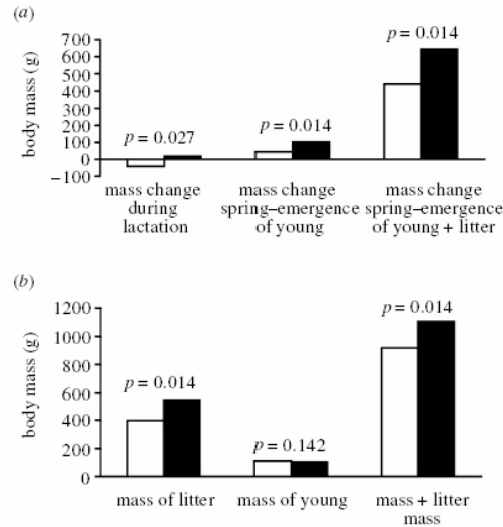 (a)
700
600
500
400
300
200
100
0
−100
body mass (g)
p = 0.027
p = 0.014
p = 0.014
mass change
during
lactation
mass change
spring–emergence
of young
mass change
spring–emergence
of young + litter
(b)
1200
1000
800
600
400
200
0
body mass (g)
p = 0.014
p = 0.142
p = 0.014
mass of litter
mass of young
mass + litter
mass